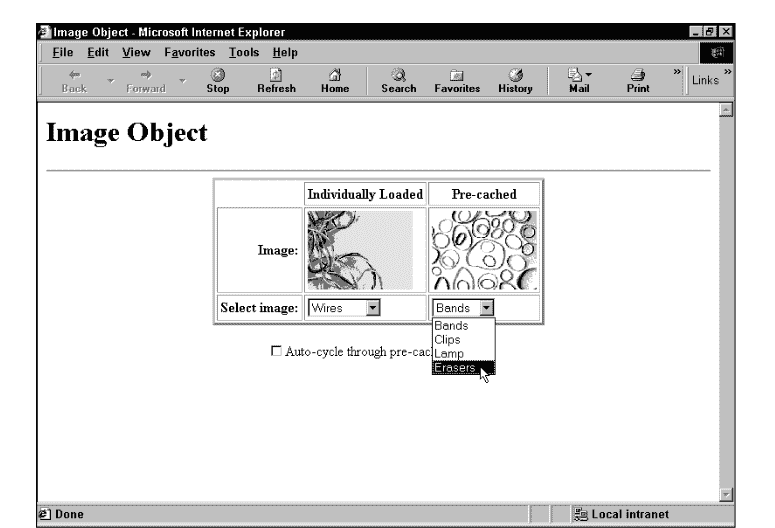 Image Object - Microsoft Internet Explorer
File Edit View Favorites Tools Help
Back Forward Stop Refresh Home Search Favorites History Mail Print » Links »
Image Object
Individually Loaded Pre-cached
Image:
Select image: Wires Bands
Bands
Clips
Auto-cycle through pre-cac Lamp
Erasers
Done Local intranet